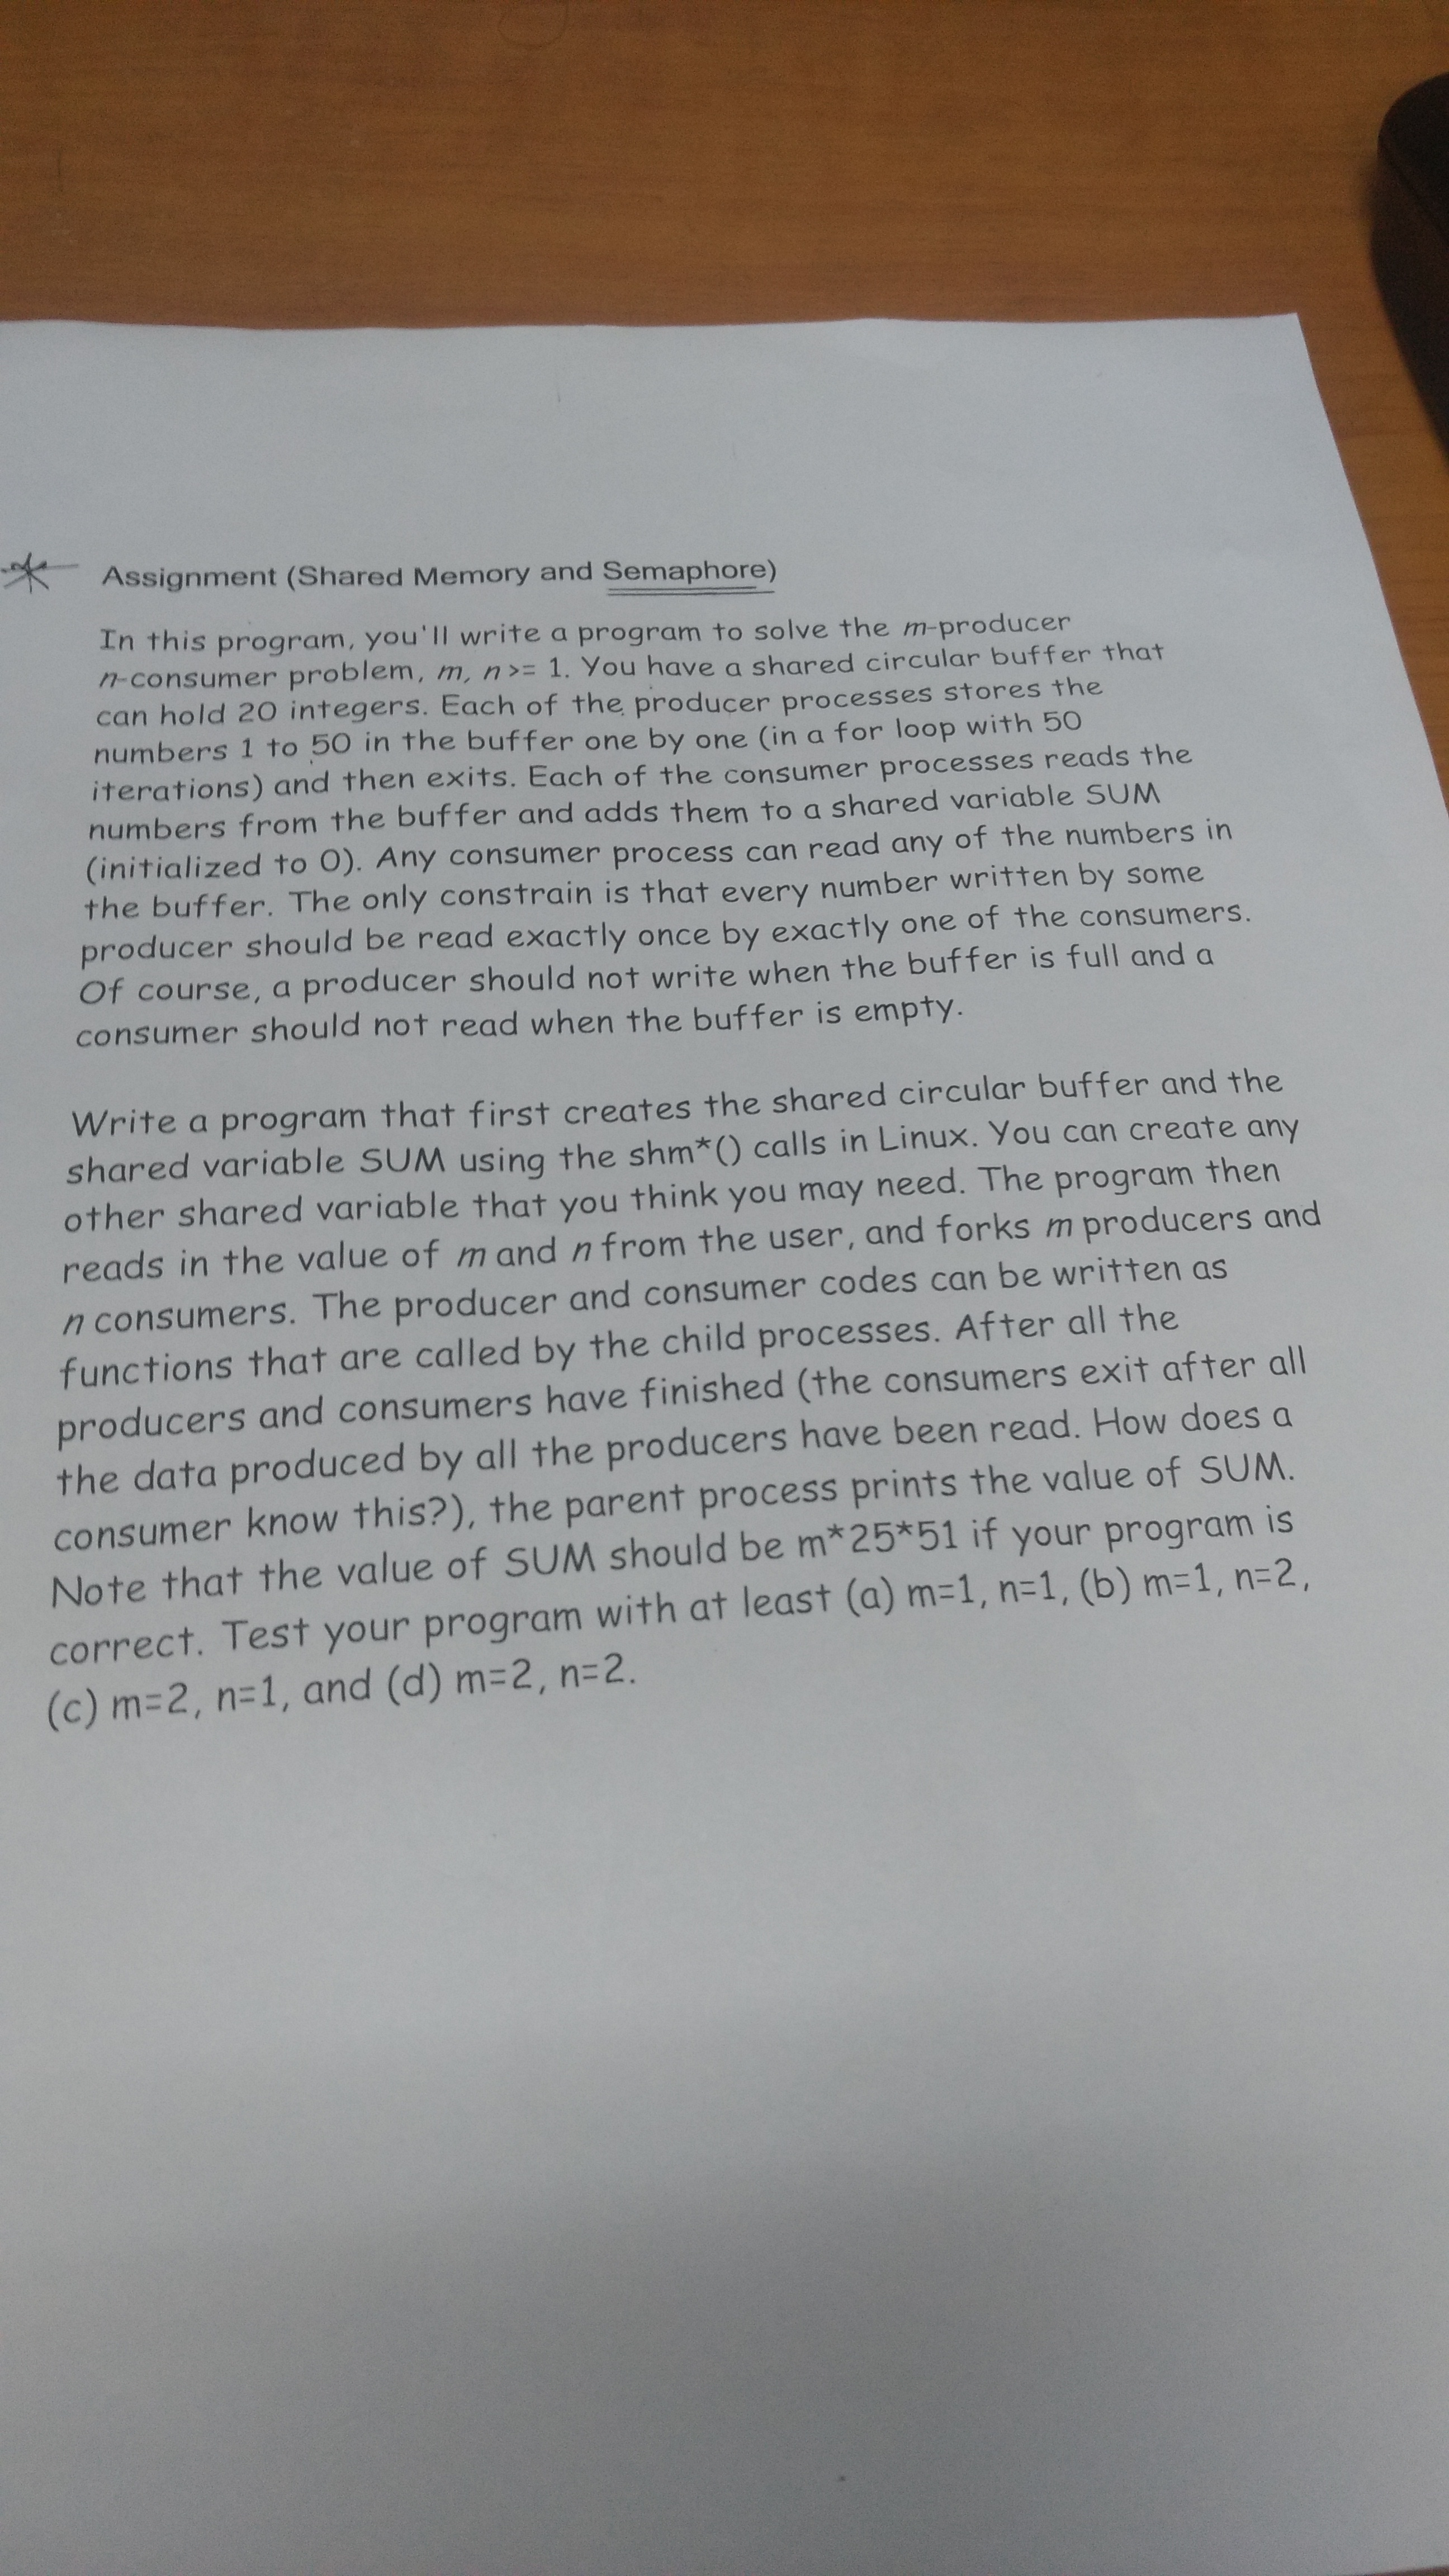 Assignment (Shared Memory and Semaphore)
In this program, you'll write a program to solve the m-producer
n-consumer problem, m, n >= 1. You have a shared circular buffer that
can hold 20 integers. Each of the producer processes stores the
numbers 1 to 50 in the buffer one by one (in a for loop with 50
iterations) and then exits. Each of the consumer processes reads the
numbers from the buffer and adds them to a shared variable SUM
(initialized to 0). Any consumer process can read any of the numbers in
the buffer. The only constrain is that every number written by some
producer should be read exactly once by exactly one of the consumers.
Of course, a producer should not write when the buffer is full and a
consumer should not read when the buffer is empty.
Write a program that first creates the shared circular buffer and the
shared variable SUM using the shm*() calls in Linux. You can create any
other shared variable that you think you may need. The program then
reads in the value of m and n from the user, and forks m producers and
n consumers. The producer and consumer codes can be written as
functions that are called by the child processes. After all the
producers and consumers have finished (the consumers exit after all
the data produced by all the producers have been read. How does a
consumer know this?), the parent process prints the value of SUM.
Note that the value of SUM should be m*25*51 if your program is
correct. Test your program with at least (a) m=1, n=1, (b) m=1, n=2,
(c) m=2, n=1, and (d) m=2, n=2.